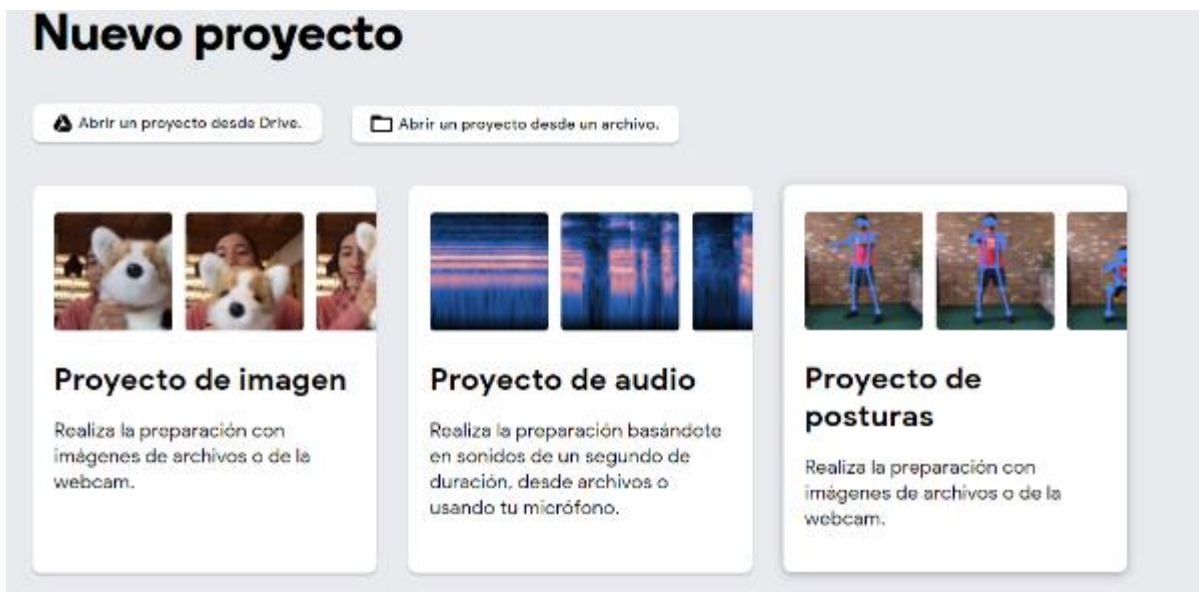 Nuevo proyecto
Abrir un proyecto desde Drive.
Abrir un proyecto desde un archivo.
Proyecto de imagen
Realiza la preparación con
imágenes de archivos o de la
webcam.
Proyecto de audio
Realiza la preparación basándote
en sonidos de un segundo de
duración, desde archivos o
usando tu micrófono.
Proyecto de
posturas
Realiza la preparación con
imágenes de archivos o de la
webcam.